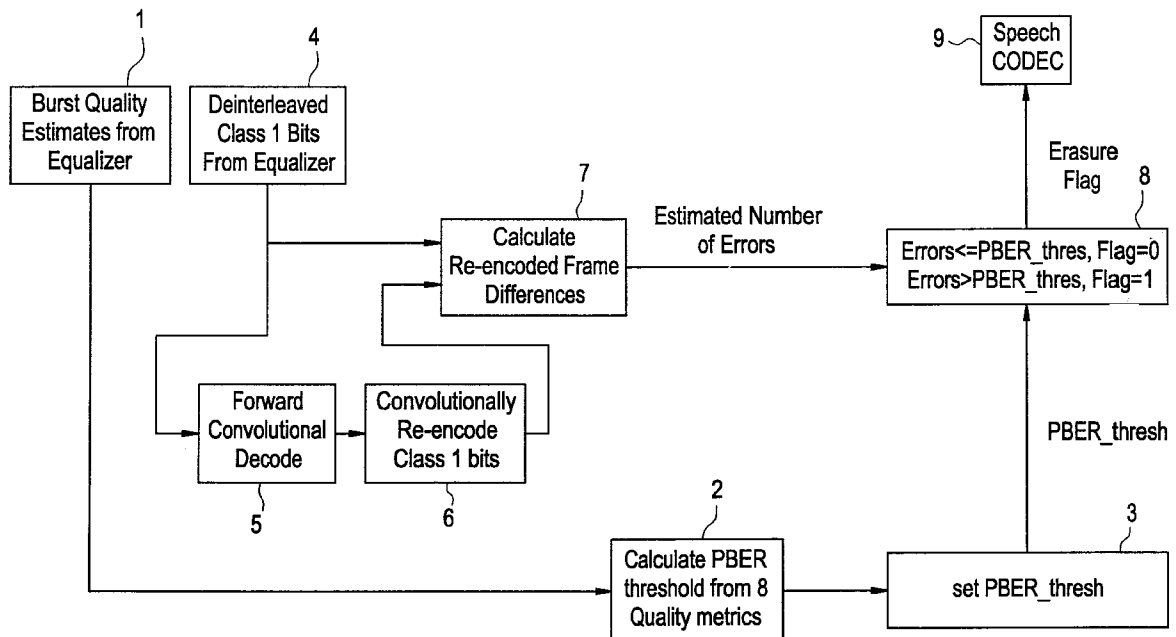 1
Burst Quality
Estimates from
Equalizer
4
Deinterleaved
Class 1 Bits
From Equalizer
9
Speech
CODEC
Erasure
Flag
7
Calculate
Re-encoded Frame
Differences
Estimated Number
of Errors
8
Errors<=PBER_thres, Flag=0
Errors>PBER_thres, Flag=1
Forward
Convolutional
Decode
5
Convolutionally
Re-encode
Class 1 bits
6
PBER_thresh
2
Calculate PBER
threshold from 8
Quality metrics
3
set PBER_thresh